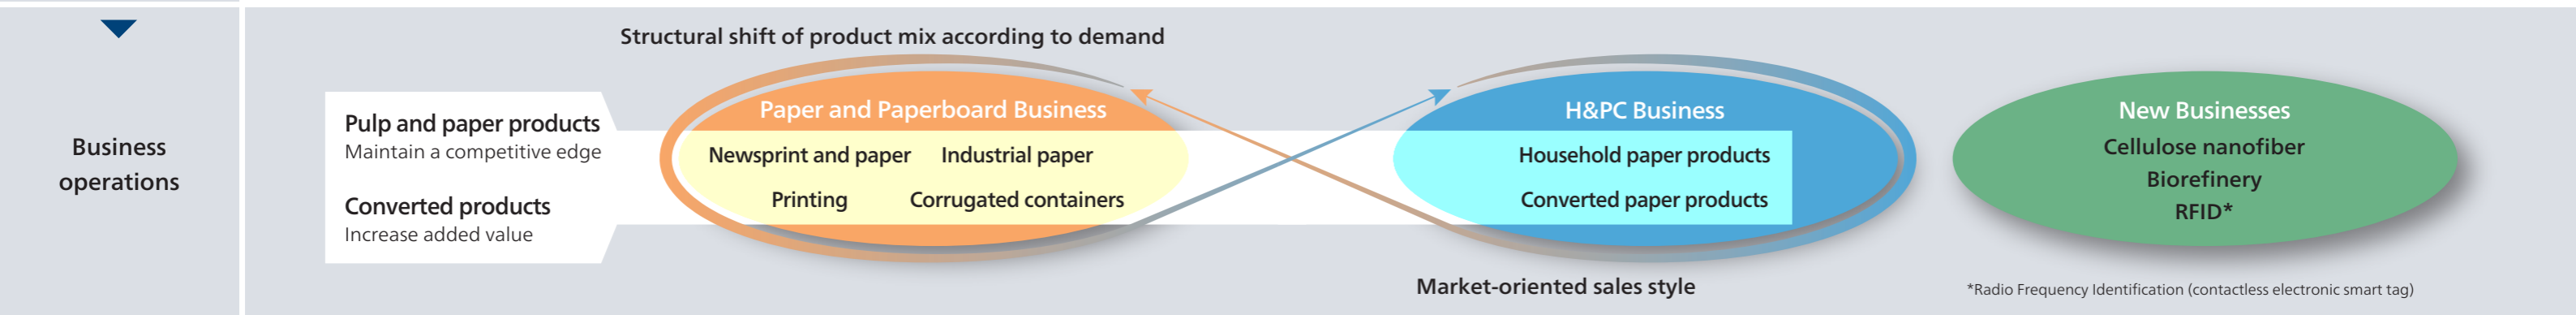 Business
operations
Structural shift of product mix according to demand
Pulp and paper products
Maintain a competitive edge
Converted products
Increase added value
Paper and Paperboard Business
Newsprint and paper Industrial paper
Printing Corrugated containers
H&PC Business
Household paper products
Converted paper products
Market-oriented sales style
New Businesses
Cellulose nanofiber
Biorefinery
RFID*
*Radio Frequency Identification (contactless electronic smart tag)